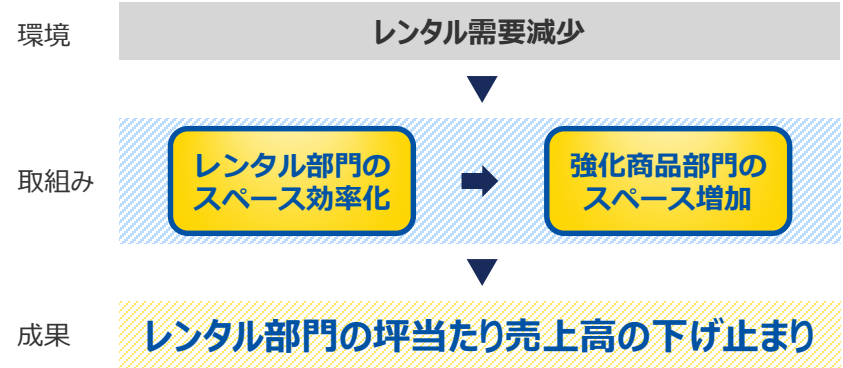 環境
レンタル需要減少
取組み
レンタル部門の
スペース効率化
強化商品部門の
スペース増加
成果
レンタル部門の坪当たり売上高の下げ止まり